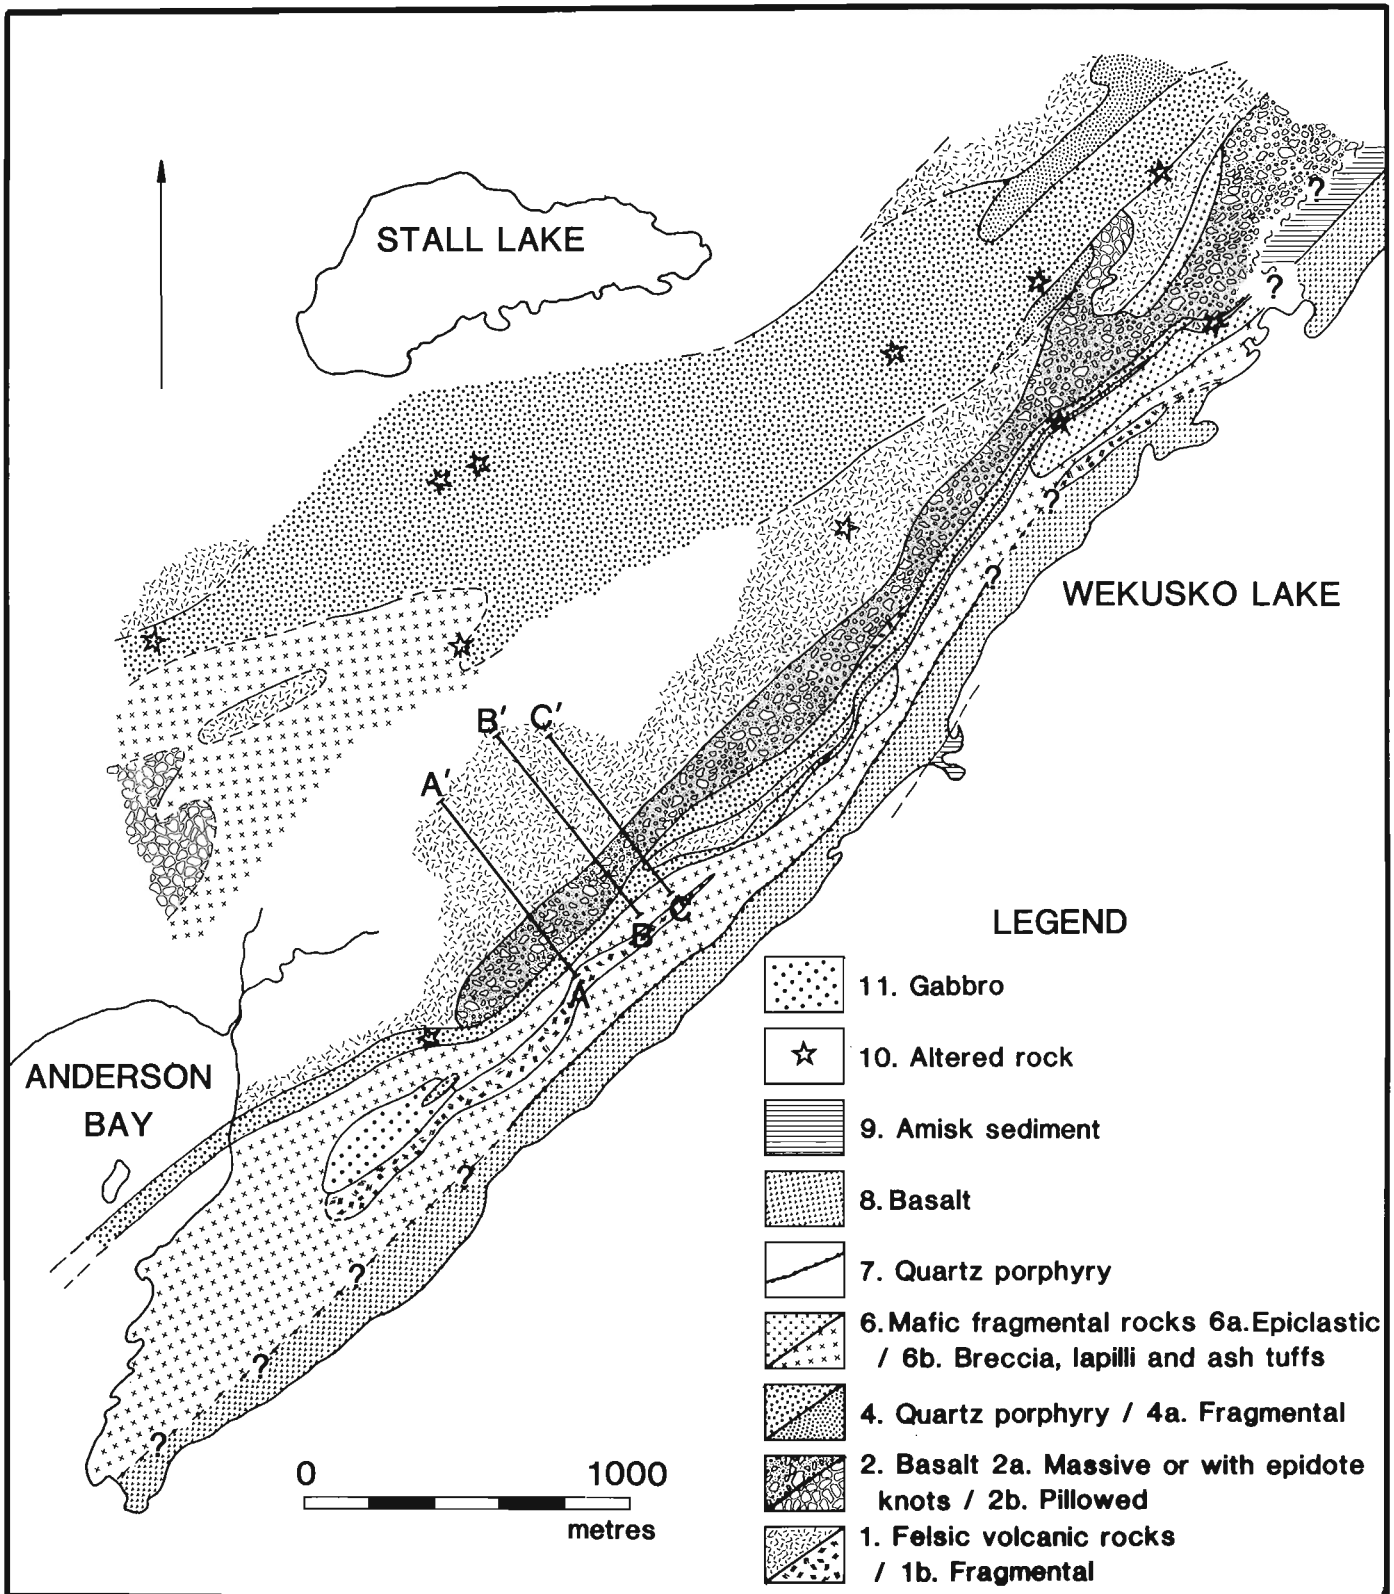 STALL LAKE
?
?
?
WEKUSKO LAKE
?
B' C'
A'
C
B
A
ANDERSON
BAY
?
?
?
?
0 1000
metres
LEGEND
11. Gabbro
10. Altered rock
9. Amisk sediment
8. Basalt
7. Quartz porphyry
6. Mafic fragmental rocks 6a. Epiclastic
/ 6b. Breccia, lapilli and ash tuffs
4. Quartz porphyry / 4a. Fragmental
2. Basalt 2a. Massive or with epidote
knots / 2b. Pillowed
1. Felsic volcanic rocks
/ 1b. Fragmental